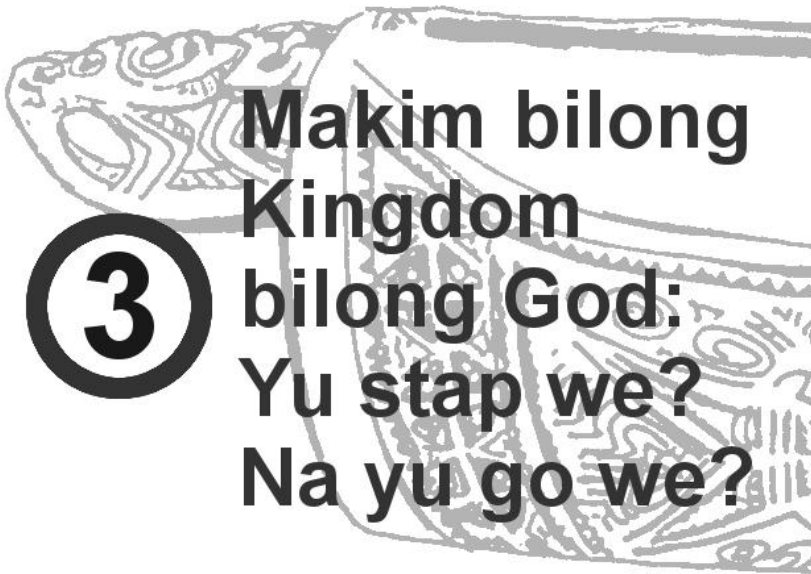 3
Makim bilong
Kingdom
bilong God:
Yu stap we?
Na yu go we?